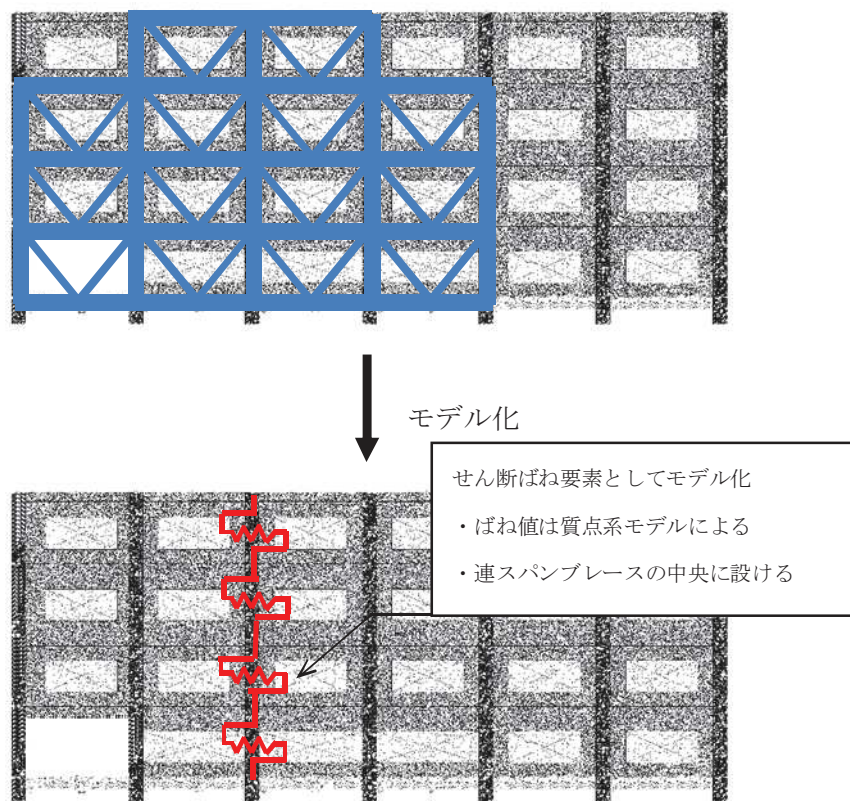 モデル化
せん断ばね要素としてモデル化
・ばね値は質点系モデルによる
・連スパンブレースの中央に設ける